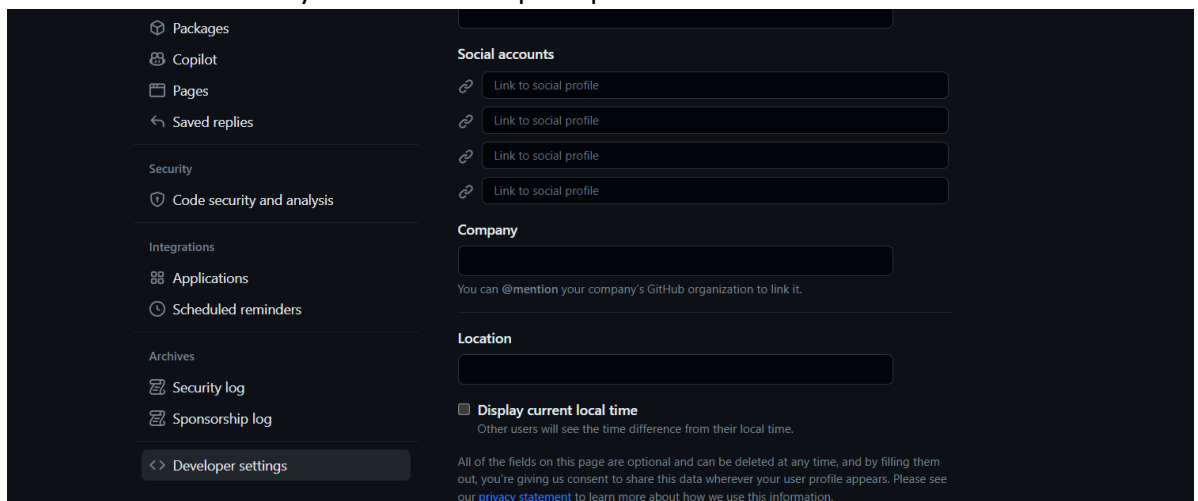 Packages
Copilot
Pages
Saved replies
Security
Code security and analysis
Integrations
Applications
Scheduled reminders
Archives
Security log
Sponsorship log
Developer settings
Social accounts
Link to social profile
Link to social profile
Link to social profile
Link to social profile
Company
You can @mention your company's GitHub organization to link it.
Location
Display current local time
Other users will see the time difference from their local time.
All of the fields on this page are optional and can be deleted at any time, and by filling them
out, you're giving us consent to share this data wherever your user profile appears. Please see
our privacy statement to learn more about how we use this information.